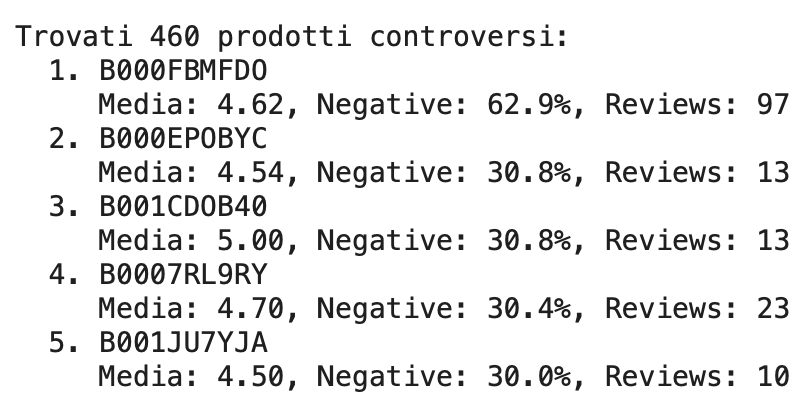 Trovati 460 prodotti controversi:
1. B000FBMFDO
Media: 4.62, Negative: 62.9%, Reviews: 97
2. B000EPOBYC
Media: 4.54, Negative: 30.8%, Reviews: 13
3. B001CDOB40
Media: 5.00, Negative: 30.8%, Reviews: 13
4. B0007RL9RY
Media: 4.70, Negative: 30.4%, Reviews: 23
5. B001JU7YJA
Media: 4.50, Negative: 30.0%, Reviews: 10